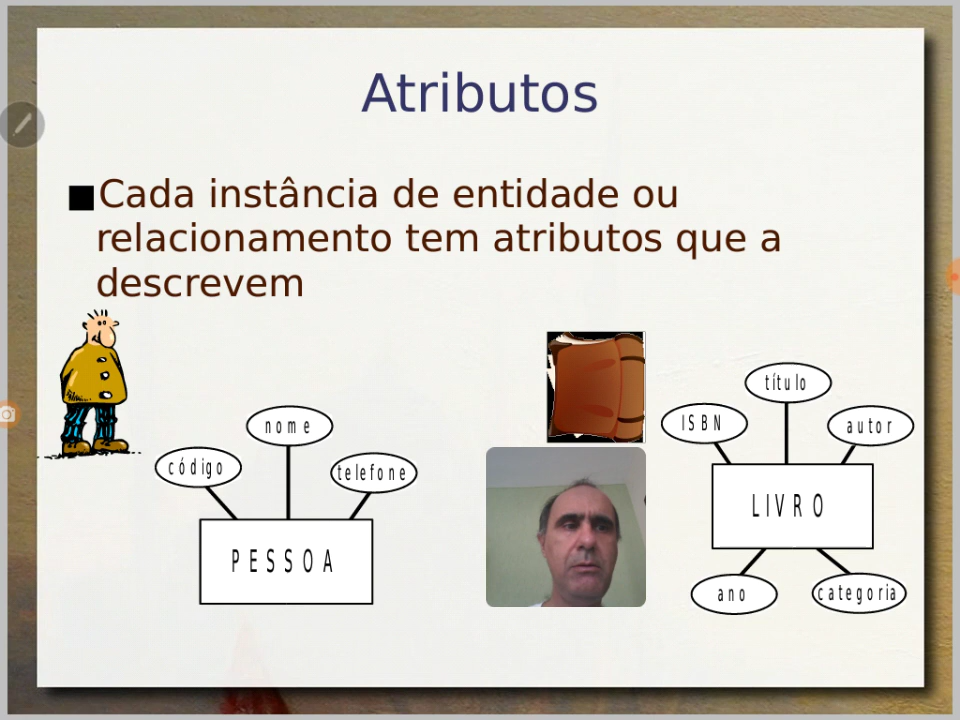 Atributos
Cada instância de entidade ou
relacionamento tem atributos que a
descrevem
título
ISBN
autor
nome
código
telefone
LIVRO
PESSOA
ano
categoria